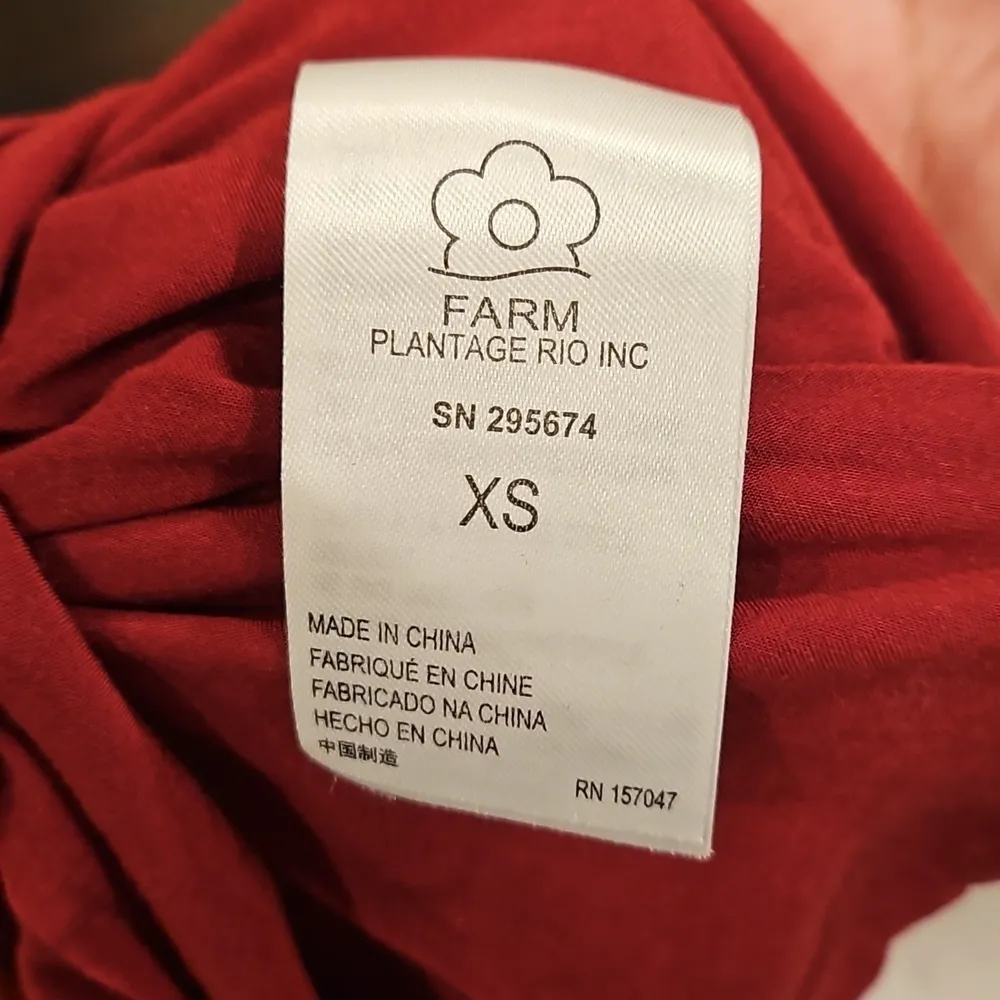 FARM
PLANTAGE RIO INC
SN 295674
XS
MADE IN CHINA
FABRIQUÉ EN CHINE
FABRICADO NA CHINA
HECHO EN CHINA
中国制造
RN 157047